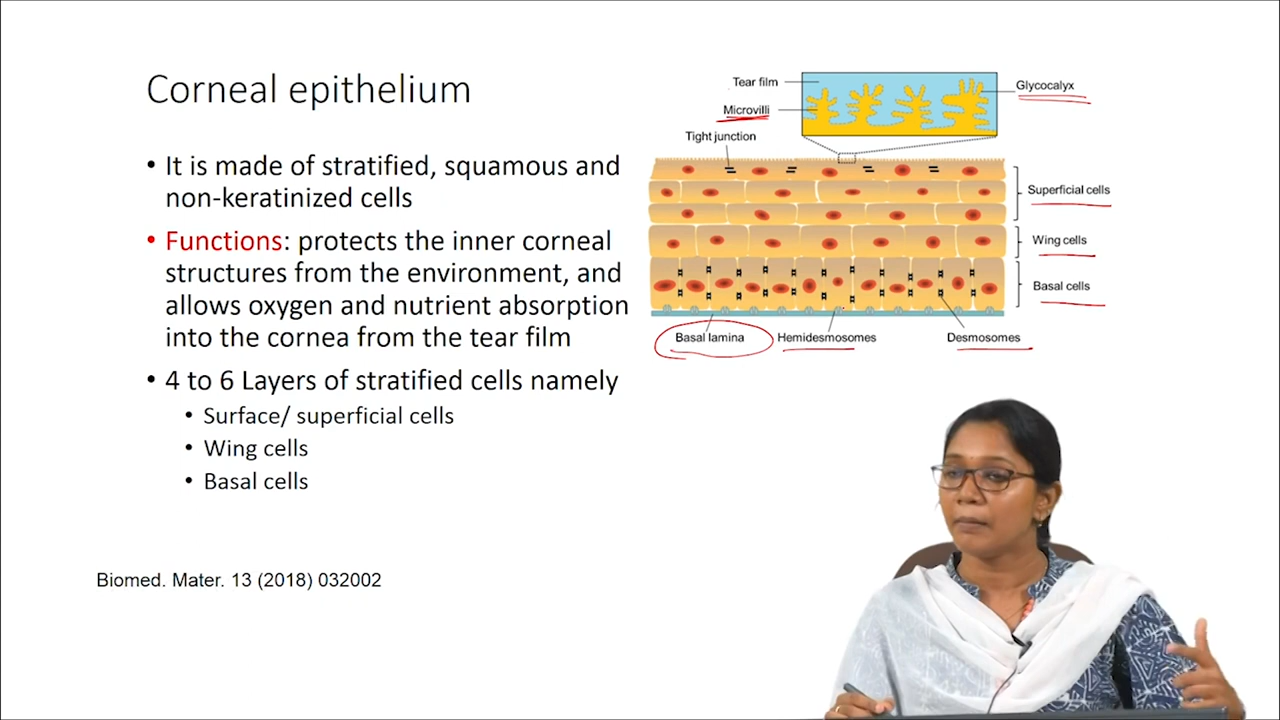 Corneal epithelium
• It is made of stratified, squamous and
non-keratinized cells
• Functions: protects the inner corneal
structures from the environment, and
allows oxygen and nutrient absorption
into the cornea from the tear film
• 4 to 6 Layers of stratified cells namely
• Surface/ superficial cells
• Wing cells
• Basal cells
Biomed. Mater. 13 (2018) 032002
Tear film
Glycocalyx
Microvilli
Tight junction
Superficial cells
Wing cells
Basal cells
Basal lamina
Hemidesmosomes
Desmosomes